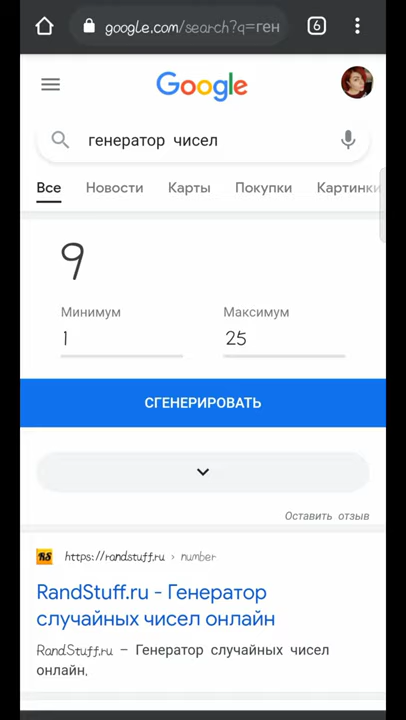 google.com/search?q=ген
6
Google
генератор чисел
Все Новости Карты Покупки Картинки
9
Минимум Максимум
1 25
СГЕНЕРИРОВАТЬ
Оставить отзыв
RS https://randstuff.ru › number
RandStuff.ru - Генератор
случайных чисел онлайн
RandStuff.ru – Генератор случайных чисел
онлайн,